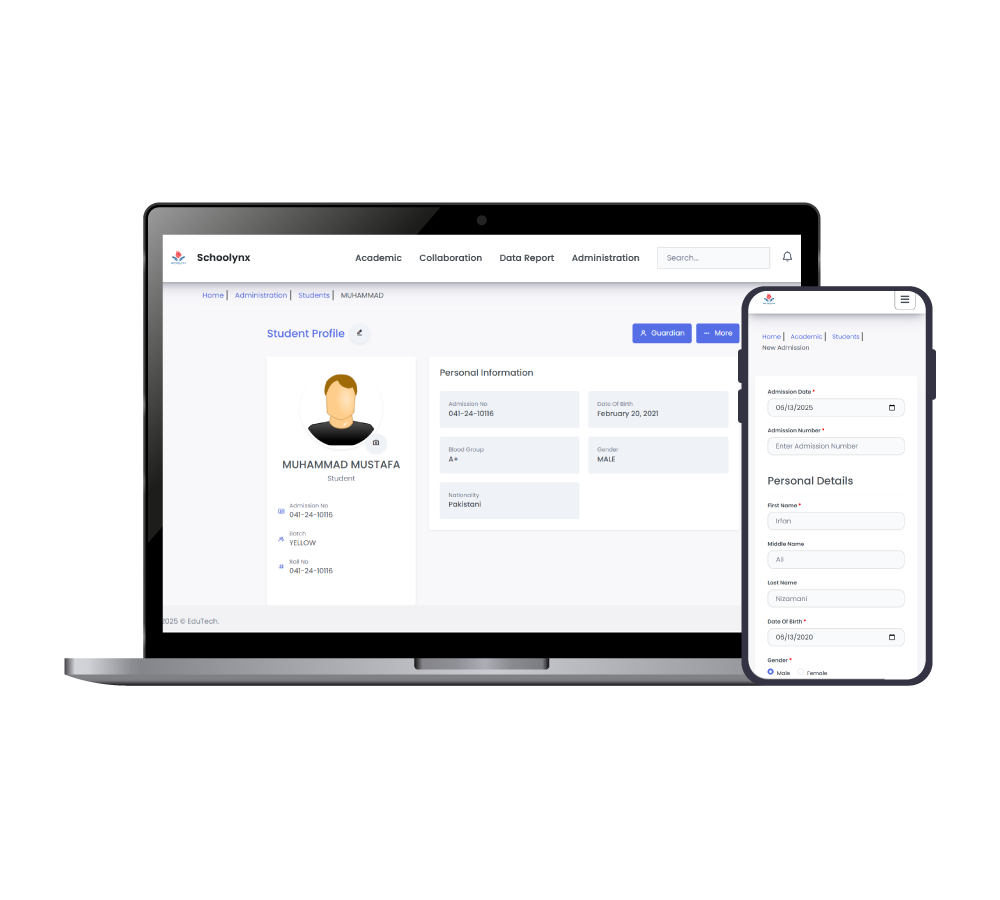 Schoolynx
Academic Collaboration Data Report Administration Search...
Home | Administration | Students | MUHAMMAD
Student Profile
Guardian
More
MUHAMMAD MUSTAFA
Student
Admission No
041-24-10116
Batch
YELLOW
Roll No
041-24-10116
Personal Information
Admission No.
041-24-10116
Date Of Birth
February 20, 2021
Blood Group
A+
Gender
MALE
Nationality
Pakistani
2025 © EduTech.
Home | Academic | Students |
New Admission
Admission Date *
06/13/2025
Admission Number *
Enter Admission Number
Personal Details
First Name *
Irfan
Middle Name
Ali
Last Name
Nizamani
Date Of Birth *
06/13/2020
Gender *
Male Female